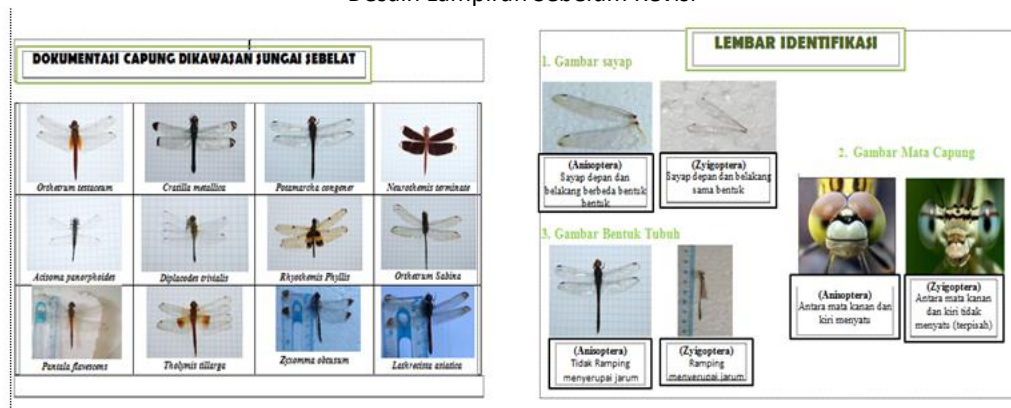 Desain Lampiran Sebelum Revisi
DOKUMENTASI CAPUNG DIKAWASAN SUNGAI SEBELAT
Orthetrum testaceum
Cratilla metallica
Potamarcha congener
Neurothemis terminate
Acisoma panorphoides
Diplacodes trivialis
Rhyothemis Phyllis
Orthetrum Sabina
Pantala flavescens
Tholymis tillarga
Zyxomma obtusum
Lathrecista asiatica
LEMBAR IDENTIFIKASI
1. Gambar sayap
(Anisoptera)
Sayap depan dan
belakang berbeda bentuk
bentuk
(Zyigoptera)
Sayap depan dan belakang
sama bentuk
2. Gambar Mata Capung
(Anisoptera)
Antara mata kanan dan
kiri menyatu
(Zyigoptera)
Antara mata kanan
dan kiri tidak
menyatu (terpisah)
3. Gambar Bentuk Tubuh
(Anisoptera)
Tidak Ramping
menyerupai jarum
(Zyigoptera)
Ramping
menyerupai jarum